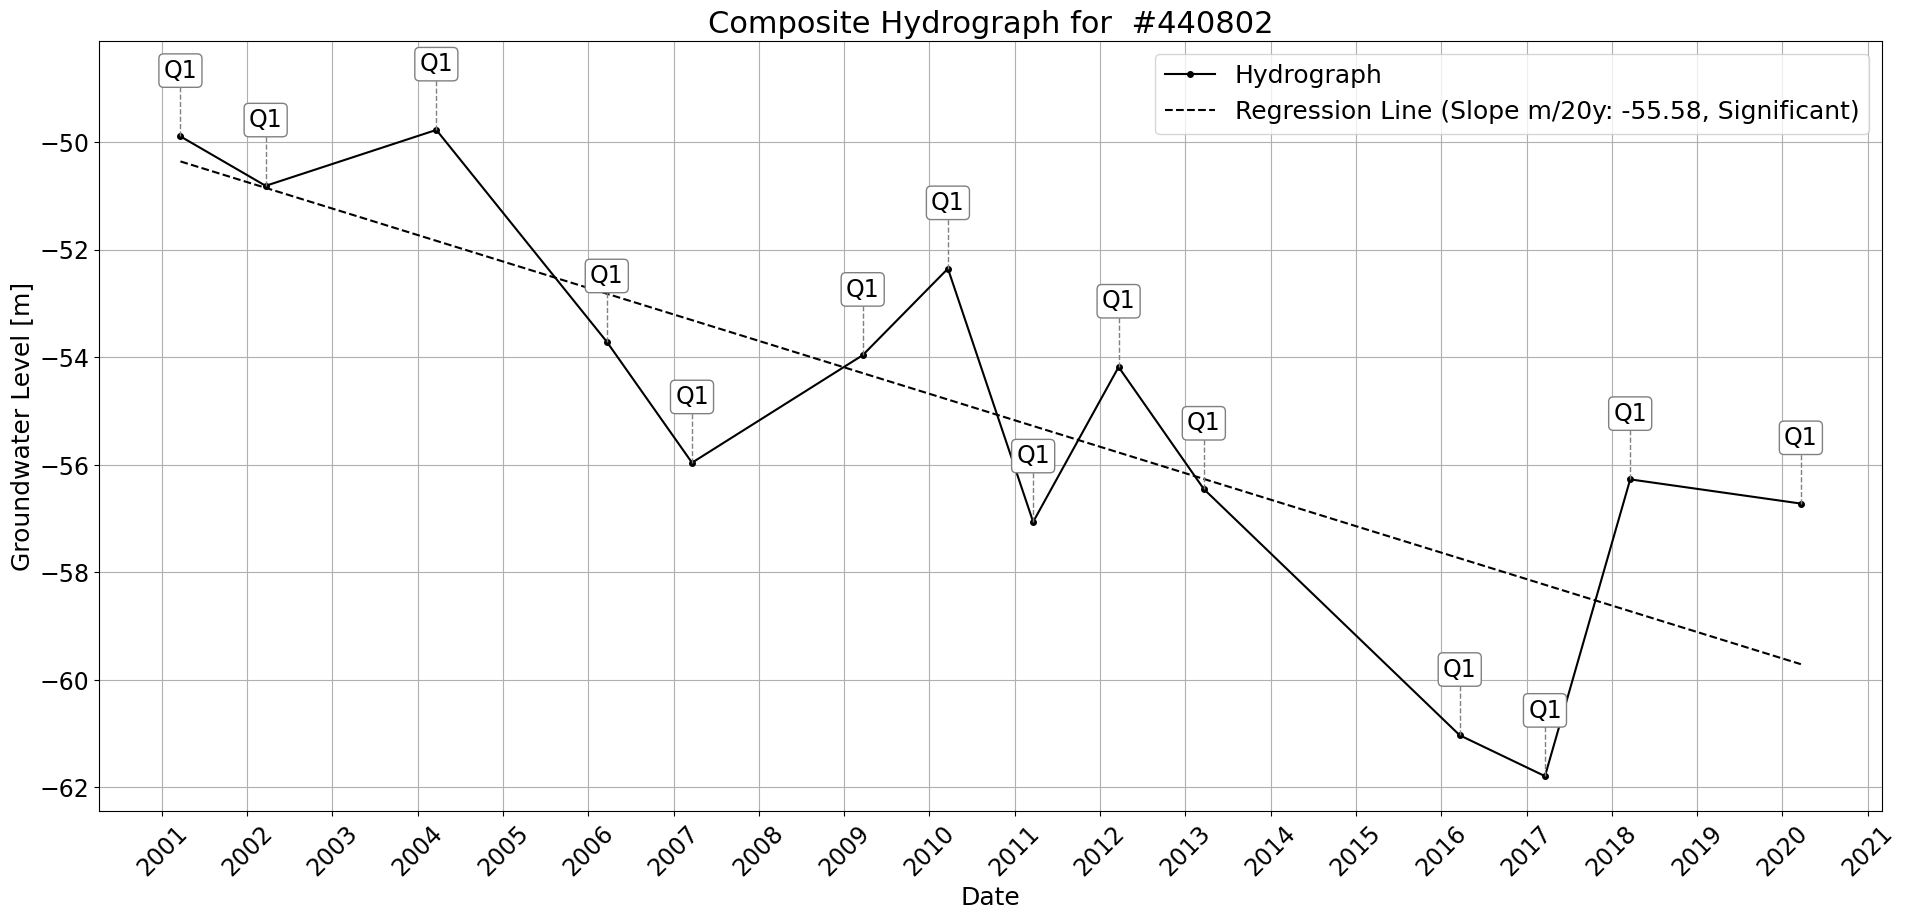 Composite Hydrograph for  #440802
Hydrograph
Regression Line (Slope m/20y: -55.58, Significant)
Q1
Q1
Q1
Q1
Q1
Q1
Q1
Q1
Q1
Q1
Q1
Q1
Q1
Q1
Groundwater Level [m]
−50
−52
−54
−56
−58
−60
−62
2001
2002
2003
2004
2005
2006
2007
2008
2009
2010
2011
2012
2013
2014
2015
2016
2017
2018
2019
2020
2021
Date